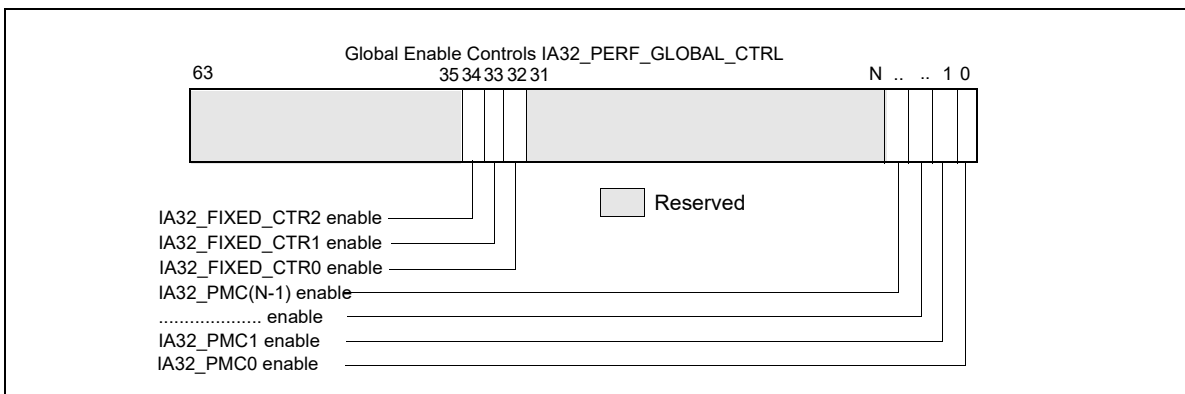 Global Enable Controls IA32_PERF_GLOBAL_CTRL
63 35 34 33 32 31 N .. .. 1 0
Reserved
IA32_FIXED_CTR2 enable
IA32_FIXED_CTR1 enable
IA32_FIXED_CTR0 enable
IA32_PMC(N-1) enable
.................... enable
IA32_PMC1 enable
IA32_PMC0 enable